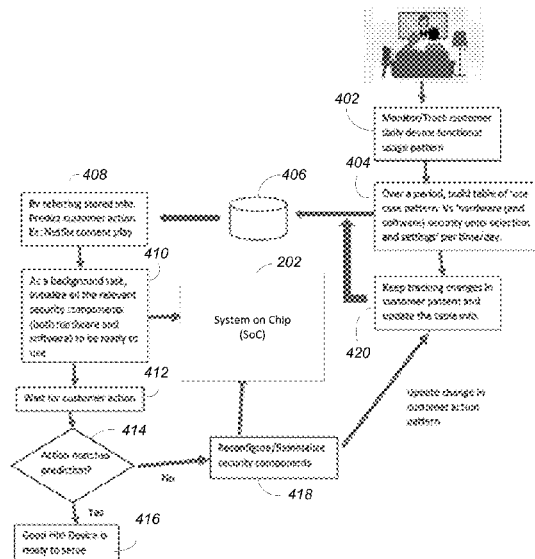 402
Monitor/Track customer
daily device functional
usage pattern
404
Over a period, build table of 'use
case pattern Vs 'hardware (and
software) security
selection
and settings' per time/day.
406
408
By referring stored info,
Predict customer action.
Ex: Netflix content play
410
As a background task,
initialize all the relevant
security components
(both hardware and
software) to be ready to
use
202
System on Chip
(SoC)
Keep tracking changes in
customer pattern and
update the table info.
420
412
Wait for customer action
414
Action matches
prediction?
No
Reconfigure/Reinitialize
security components
418
Update change in
customer action
pattern
Yes
416
Device is
ready to serve